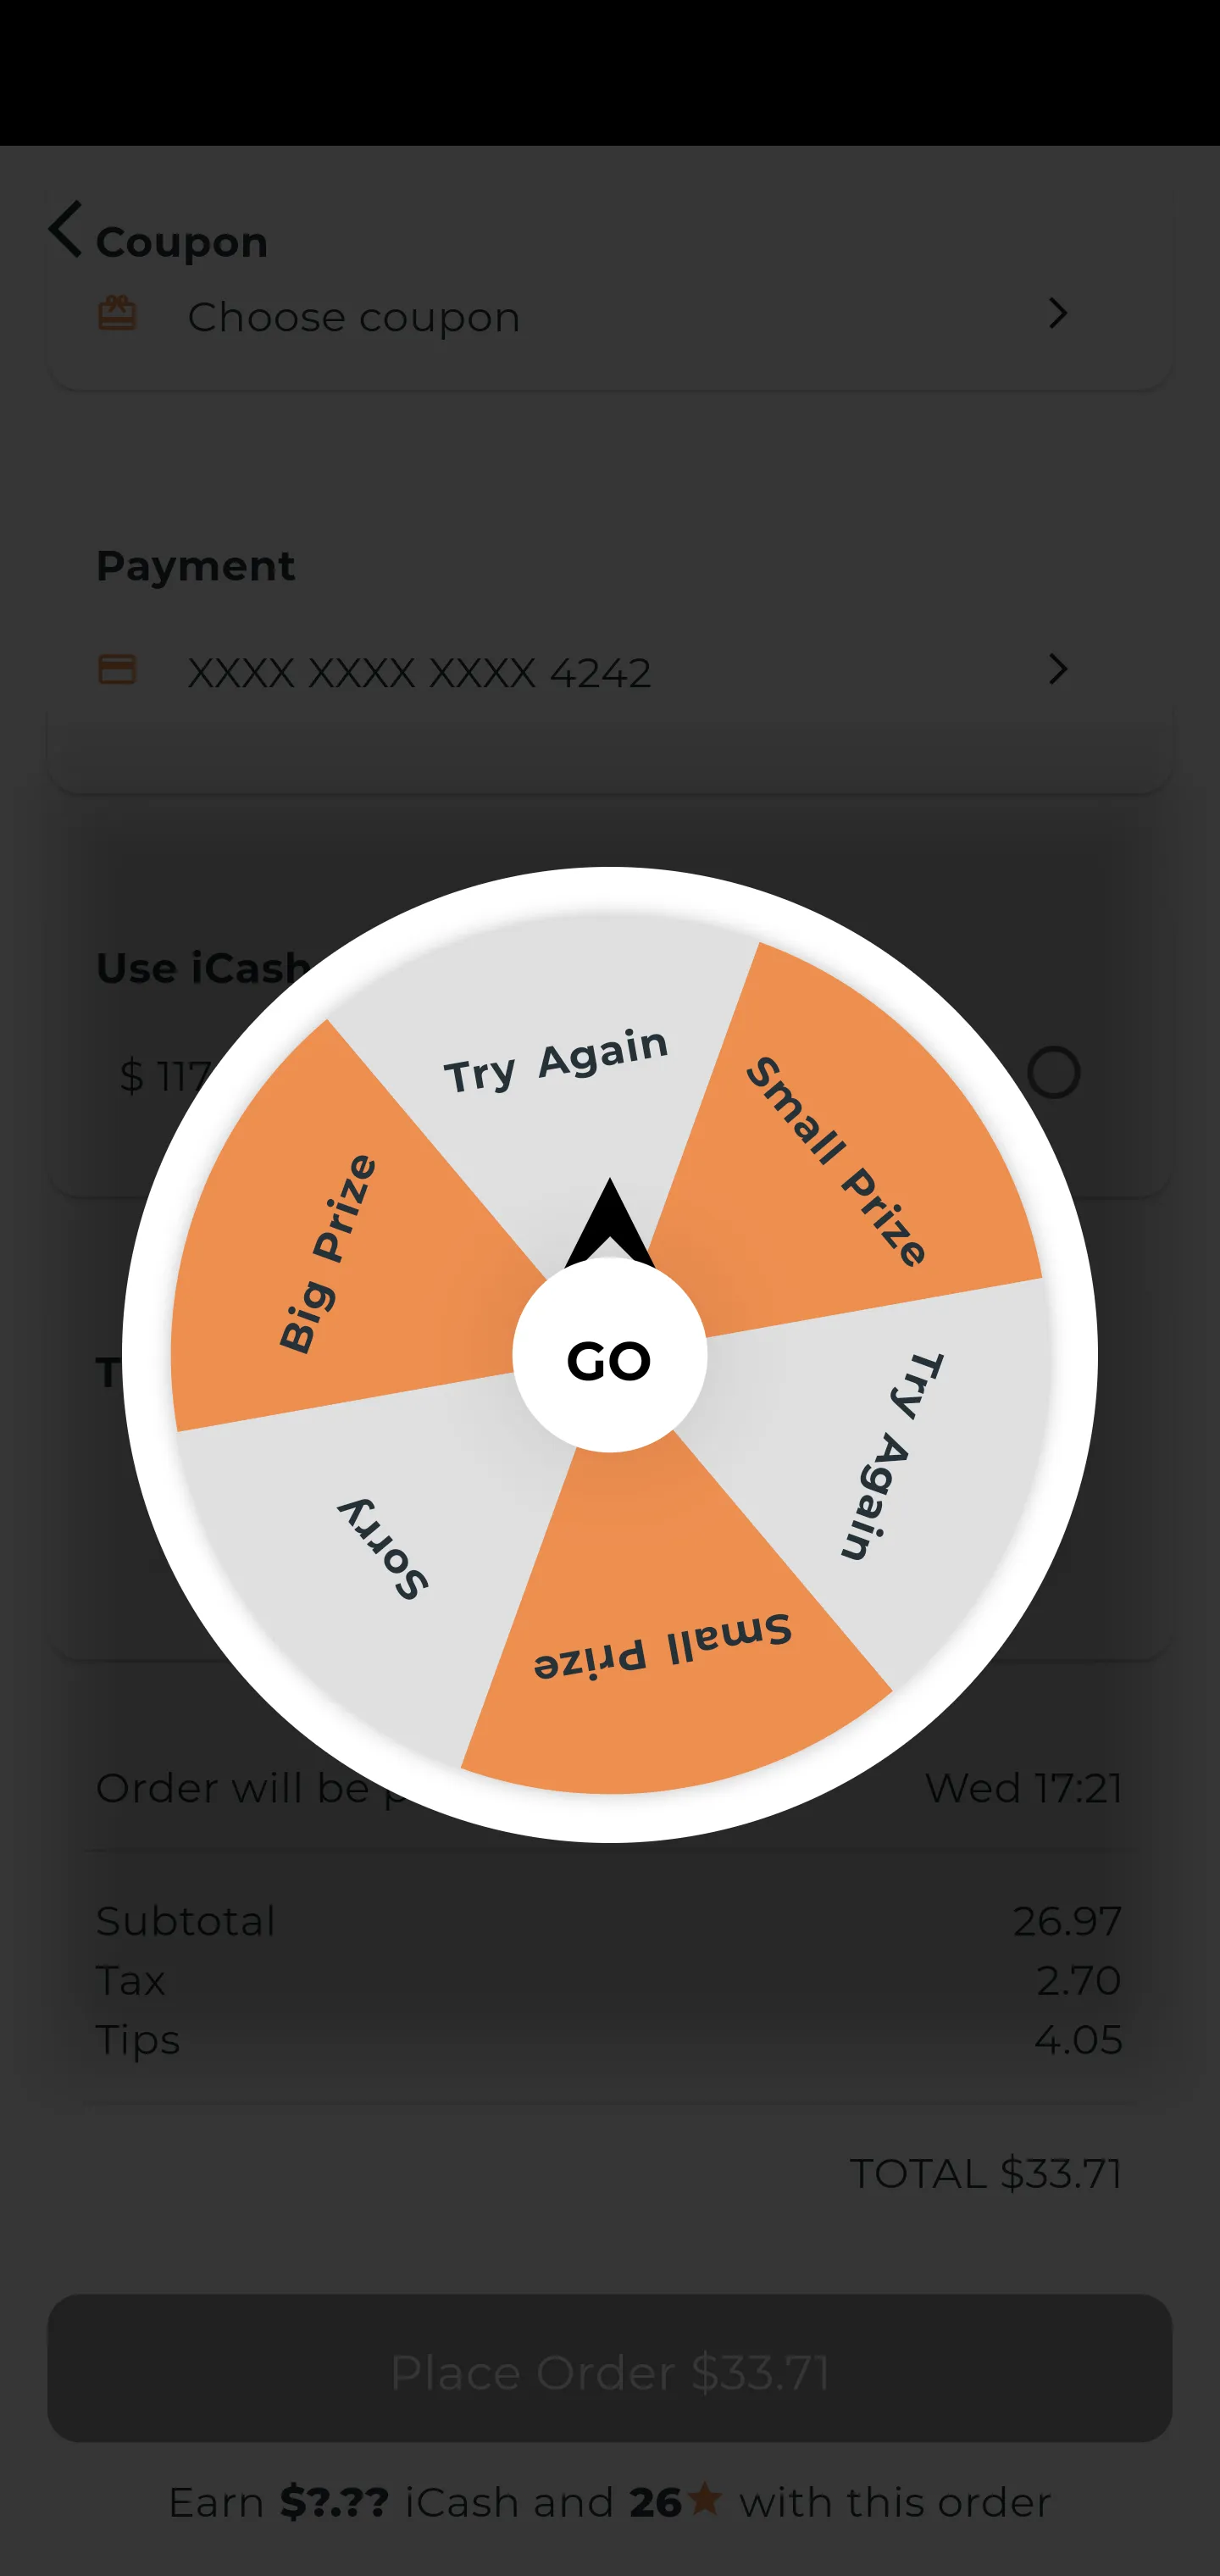 Coupon
Choose coupon
Payment
XXXX XXXX XXXX 4242
Use iCash
$ 117
Try Again
Small Prize
Big Prize
GO
Try Again
Sorry
Small Prize
T
Order will be p
Wed 17:21
Subtotal 26.97
Tax 2.70
Tips 4.05
TOTAL $33.71
Place Order $33.71
Earn $?.?? iCash and 26 with this order